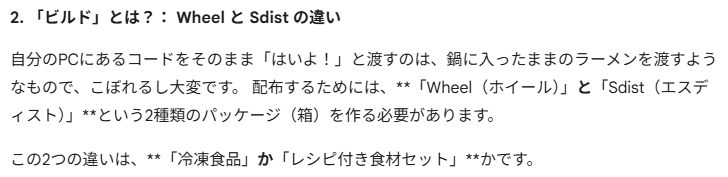 2. 「ビルド」とは？： Wheel と Sdist の違い
自分のPCにあるコードをそのまま「はいよ！」と渡すのは、鍋に入ったままのラーメンを渡すよう
なもので、こぼれるし大変です。 配布するためには、**「Wheel（ホイール）」と「Sdist（エスデ
ィスト）」**という2種類のパッケージ（箱）を作る必要があります。
この2つの違いは、**「冷凍食品」か「レシピ付き食材セット」**かです。